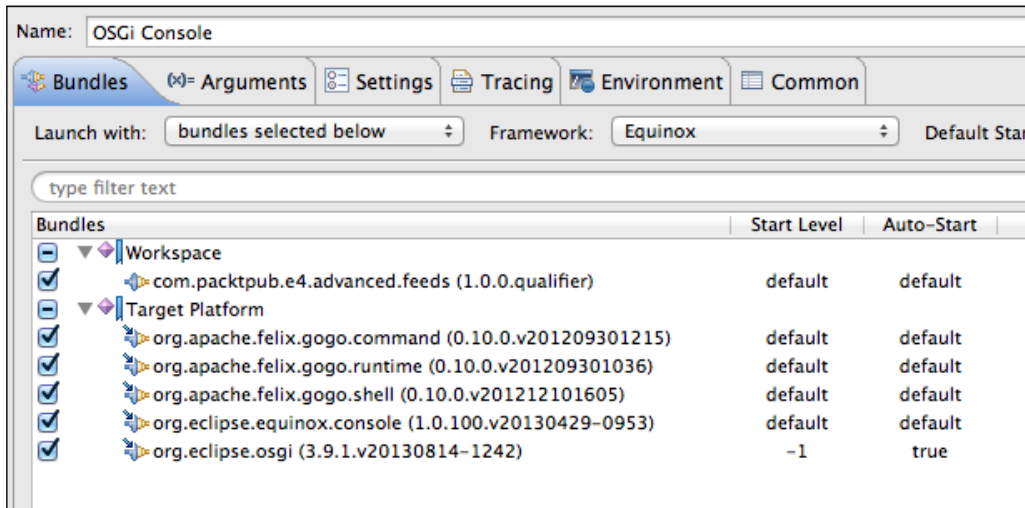 Name: OSGi Console
Bundles (x)= Arguments Settings Tracing Environment Common
Launch with: bundles selected below Framework: Equinox Default Star
type filter text
Bundles Start Level Auto-Start
Workspace
com.packtpub.e4.advanced.feeds (1.0.0.qualifier) default default
Target Platform
org.apache.felix.gogo.command (0.10.0.v201209301215) default default
org.apache.felix.gogo.runtime (0.10.0.v201209301036) default default
org.apache.felix.gogo.shell (0.10.0.v201212101605) default default
org.eclipse.equinox.console (1.0.100.v20130429-0953) default default
org.eclipse.osgi (3.9.1.v20130814-1242) -1 true